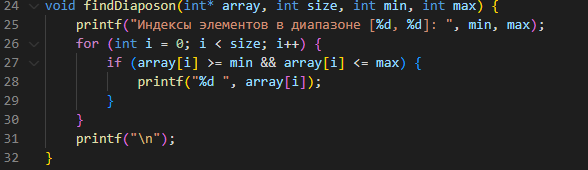 24 void findDiaposon(int* array, int size, int min, int max) {
25 printf("Индексы элементов в диапазоне [%d, %d]: ", min, max);
26 for (int i = 0; i < size; i++) {
27 if (array[i] >= min && array[i] <= max) {
28 printf("%d ", array[i]);
29 }
30 }
31 printf("\n");
32 }